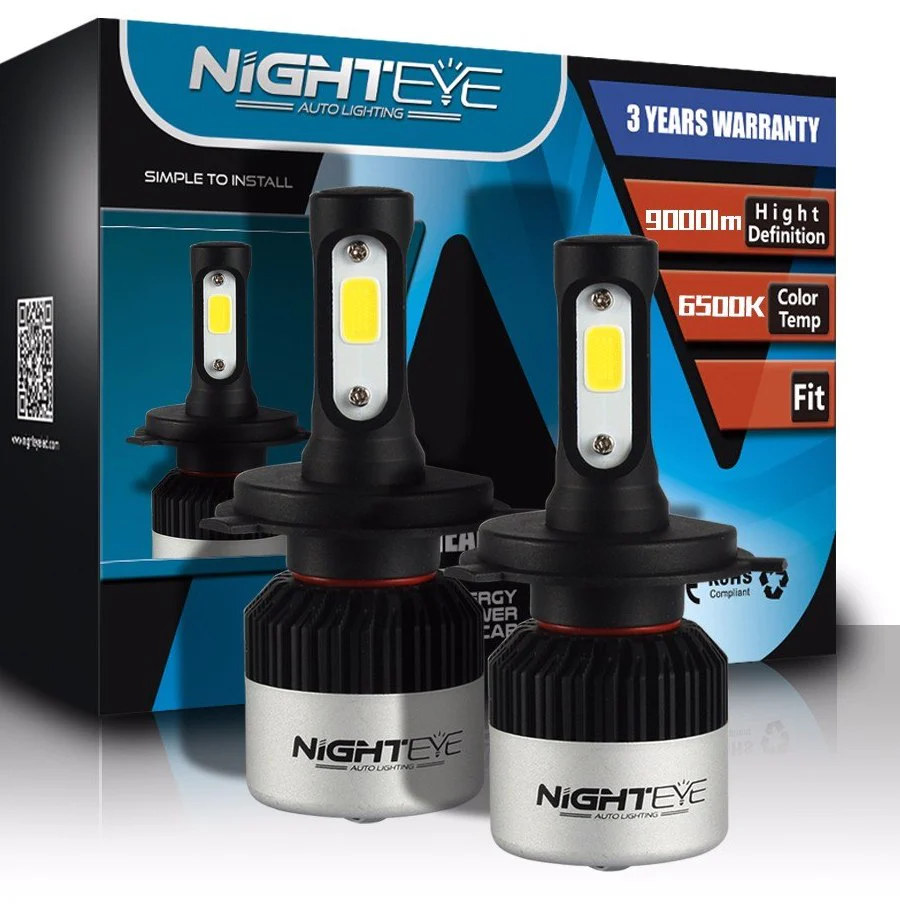 NiGHTEYE
AUTO LIGHTING
SIMPLE TO INSTALL
3 YEARS WARRANTY
9000lm
Hight
Definition
6500K
Color
Temp
Fit
RoHS
Compliant
NiGHTEYE
AUTO LIGHTING
NiGHTEYE
AUTO LIGHTING